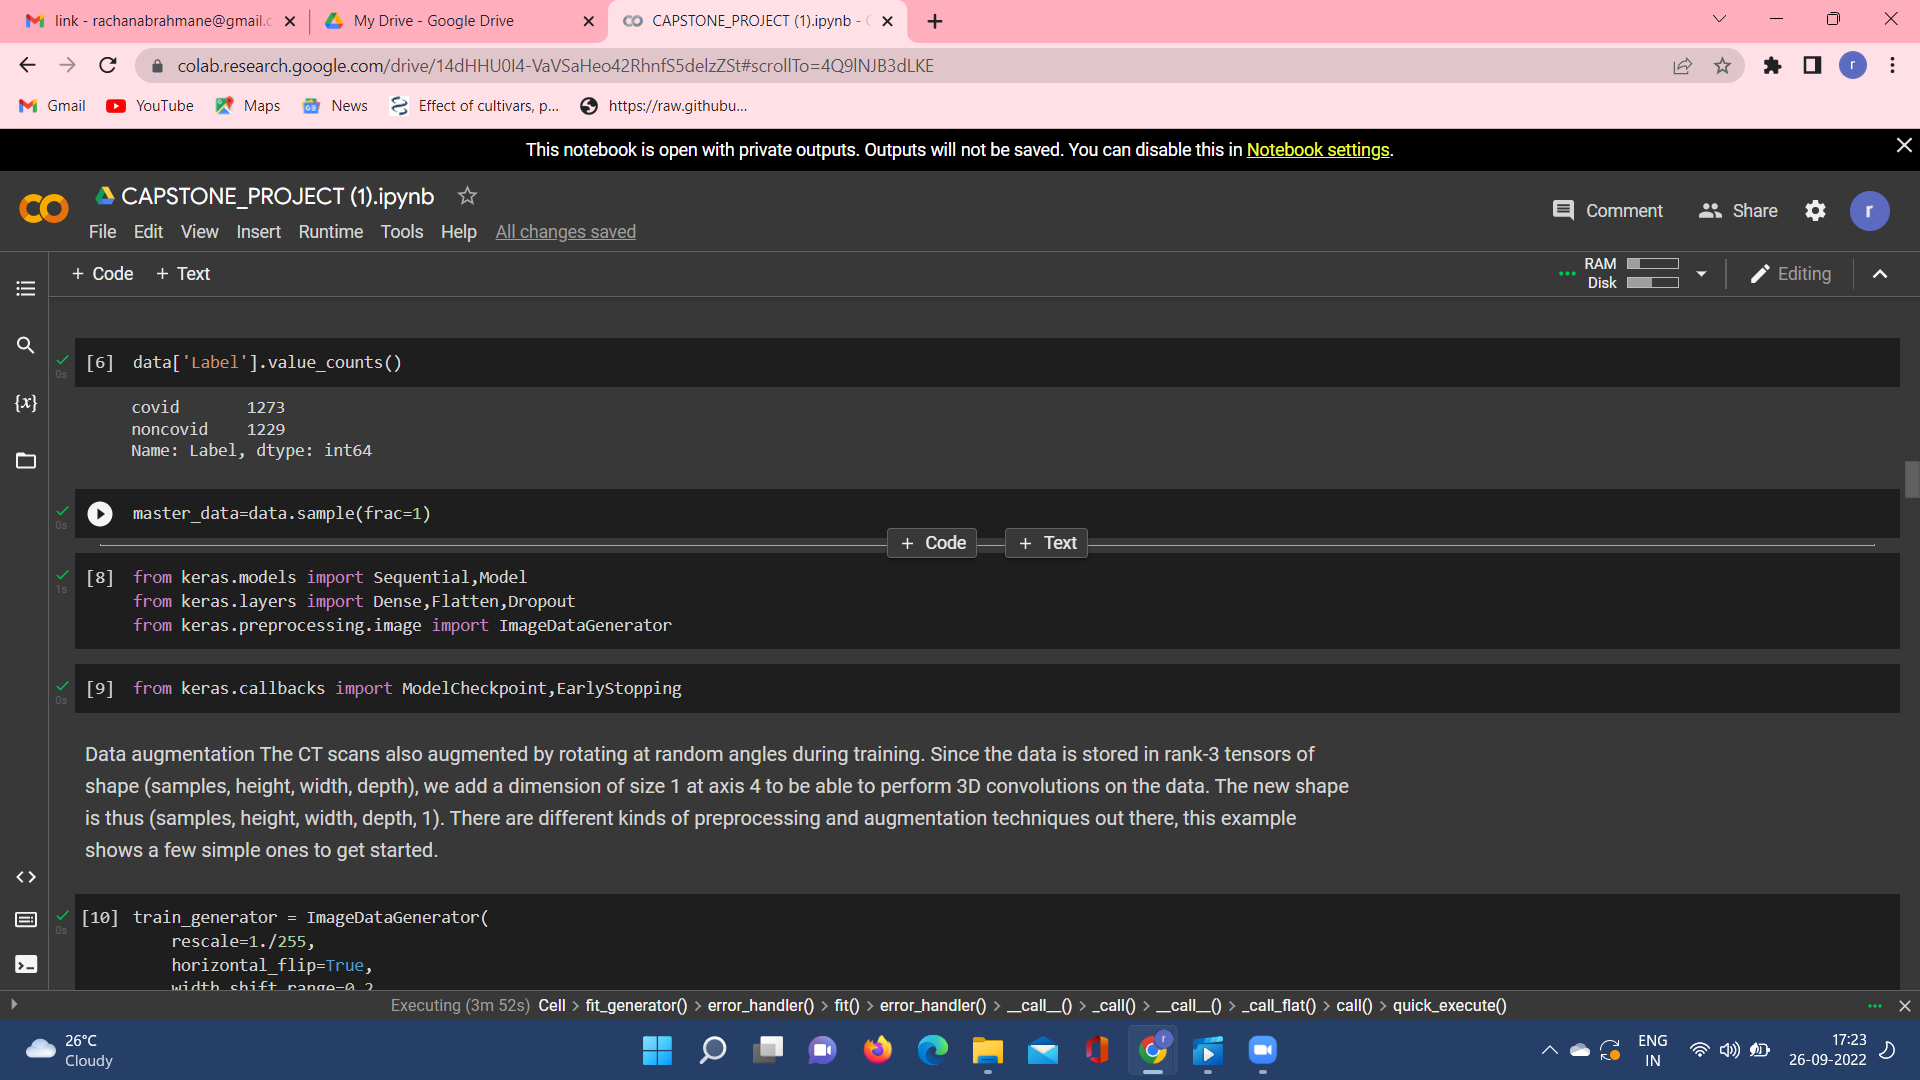 link - rachanabrahmane@gmail.c
My Drive - Google Drive
CAPSTONE_PROJECT (1).ipynb -
colab.research.google.com/drive/14dHHU0I4-VaVSaHeo42RhnfS5delzZSt#scrollTo=4Q9lNJB3dLKE
r
Gmail
YouTube
Maps
News
Effect of cultivars, p...
https://raw.githubu...
This notebook is open with private outputs. Outputs will not be saved. You can disable this in Notebook settings.
CAPSTONE_PROJECT (1).ipynb
Comment
Share
r
File Edit View Insert Runtime Tools Help All changes saved
+ Code + Text
RAM
Disk
Editing
{x}
[6] data['Label'].value_counts()
0s
covid 1273
noncovid 1229
Name: Label, dtype: int64
master_data=data.sample(frac=1)
0s
+ Code + Text
[8] from keras.models import Sequential,Model
1s
from keras.layers import Dense,Flatten,Dropout
from keras.preprocessing.image import ImageDataGenerator
[9] from keras.callbacks import ModelCheckpoint,EarlyStopping
0s
Data augmentation The CT scans also augmented by rotating at random angles during training. Since the data is stored in rank-3 tensors of
shape (samples, height, width, depth), we add a dimension of size 1 at axis 4 to be able to perform 3D convolutions on the data. The new shape
is thus (samples, height, width, depth, 1). There are different kinds of preprocessing and augmentation techniques out there, this example
shows a few simple ones to get started.
[10] train_generator = ImageDataGenerator(
0s
rescale=1./255,
horizontal_flip=True,
width_shift_range=0.2
Executing (3m 52s) Cell > fit_generator() > error_handler() > fit() > error_handler() > __call__() > _call() > __call__() > _call_flat() > call() > quick_execute()
26°C
Cloudy
r
ENG
IN
17:23
26-09-2022